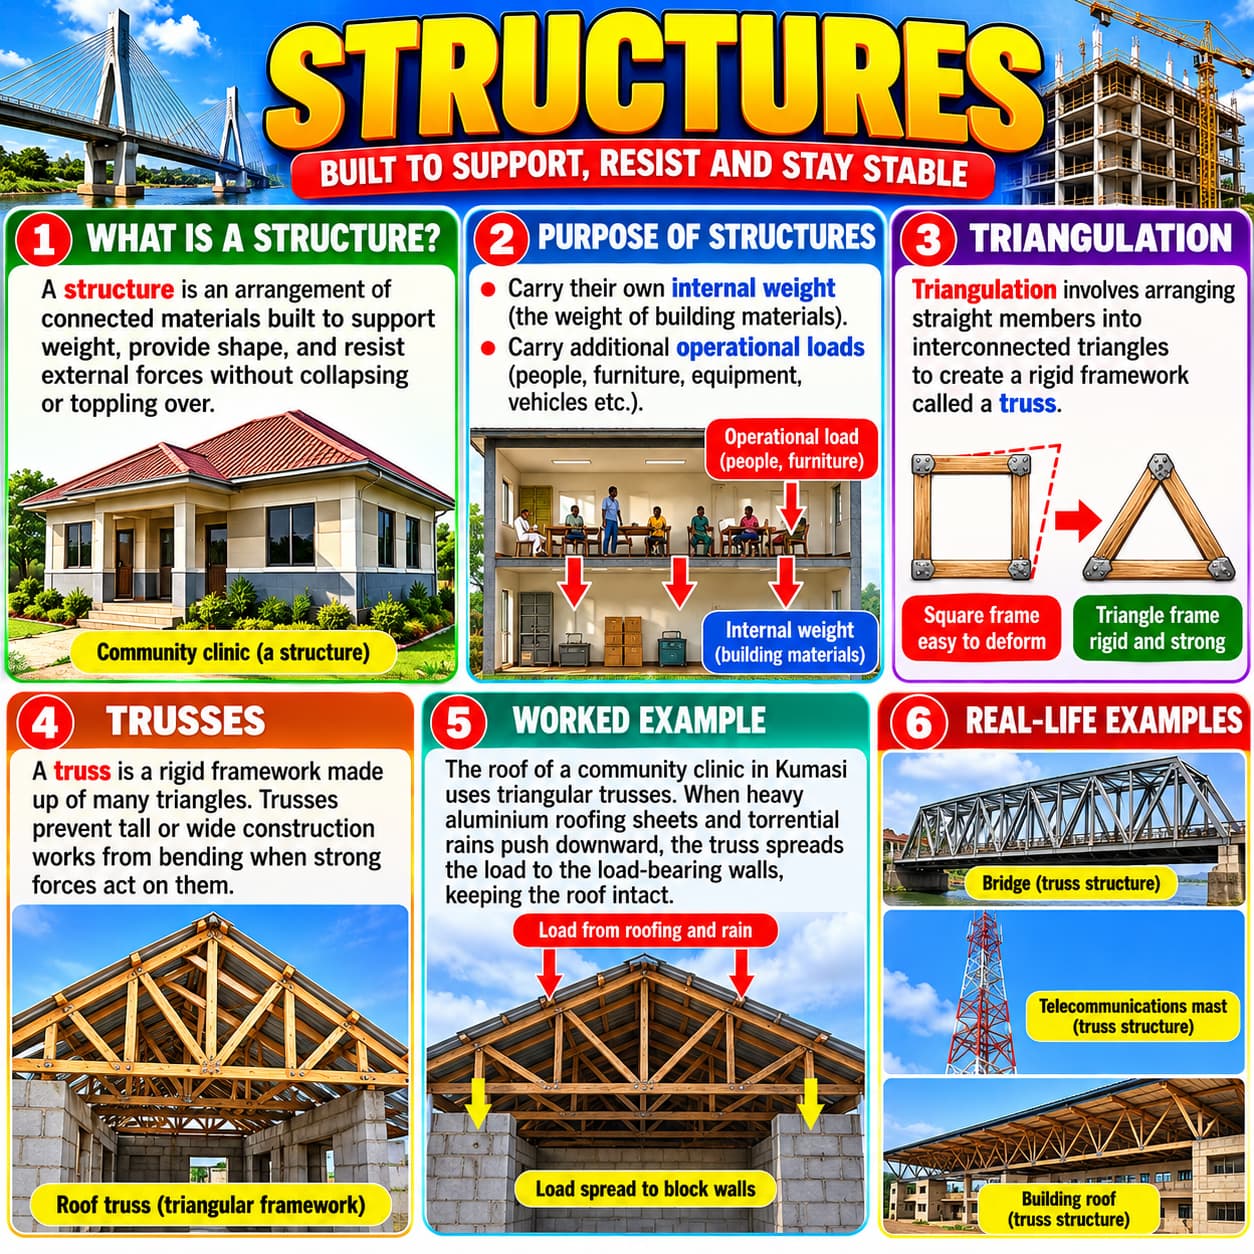 STRUCTURES
BUILT TO SUPPORT, RESIST AND STAY STABLE
1 WHAT IS A STRUCTURE?
A structure is an arrangement of
connected materials built to support
weight, provide shape, and resist
external forces without collapsing
or toppling over.
Community clinic (a structure)
2 PURPOSE OF STRUCTURES
• Carry their own internal weight
(the weight of building materials).
• Carry additional operational loads
(people, furniture, equipment,
vehicles etc.).
Operational load
(people, furniture)
Internal weight
(building materials)
3 TRIANGULATION
Triangulation involves arranging
straight members into
interconnected triangles
to create a rigid framework
called a truss.
Square frame
easy to deform
Triangle frame
rigid and strong
4 TRUSSES
A truss is a rigid framework made
up of many triangles. Trusses
prevent tall or wide construction
works from bending when strong
forces act on them.
Roof truss (triangular framework)
5 WORKED EXAMPLE
The roof of a community clinic in Kumasi
uses triangular trusses. When heavy
aluminium roofing sheets and torrential
rains push downward, the truss spreads
the load to the load-bearing walls,
keeping the roof intact.
Load from roofing and rain
Load spread to block walls
6 REAL-LIFE EXAMPLES
Bridge (truss structure)
Telecommunications mast
(truss structure)
Building roof
(truss structure)